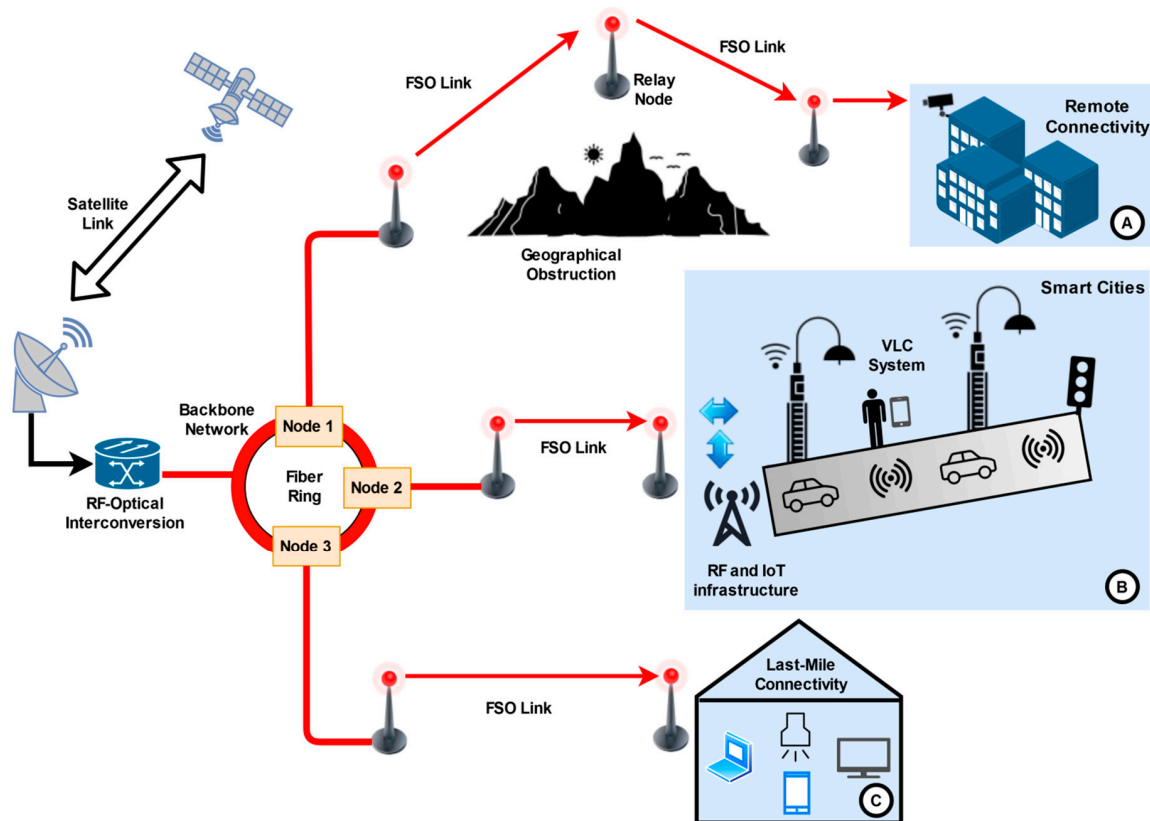 FSO Link
FSO Link
Relay
Node
Remote
Connectivity
A
Satellite
Link
Geographical
Obstruction
Smart Cities
VLC
System
Backbone
Network
Node 1
Fiber
Ring
Node 2
Node 3
RF-Optical
Interconversion
FSO Link
RF and IoT
infrastructure
B
FSO Link
Last-Mile
Connectivity
C